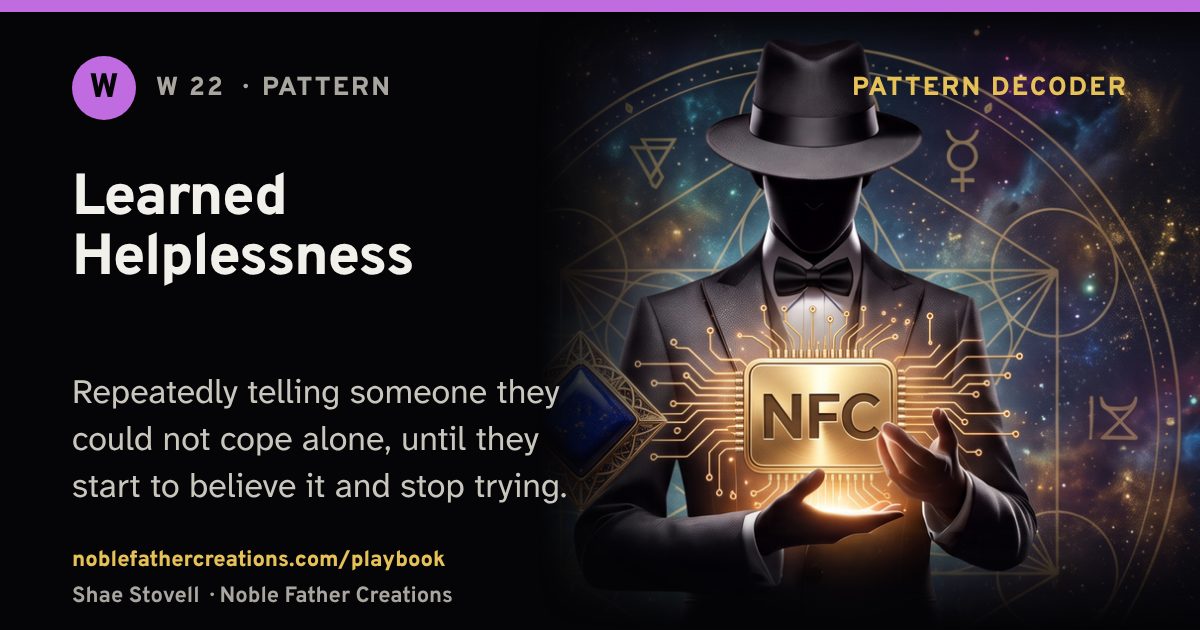 W
W 22 · PATTERN
PATTERN DECODER
Learned
Helplessness
Repeatedly telling someone they
could not cope alone, until they
start to believe it and stop trying.
NFC
noblefathercreations.com/playbook
Shae Stovell · Noble Father Creations